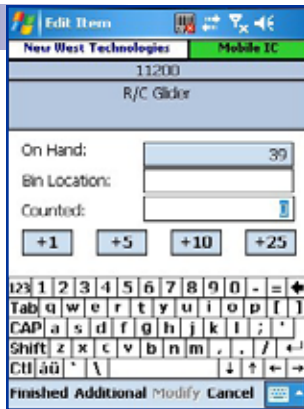 Edit Item
New West Technologies Mobile IC
11200
R/C Glider
On Hand: 39
Bin Location:
Counted: 0
+1 +5 +10 +25
123 1 2 3 4 5 6 7 8 9 0 - =
Tab q w e r t y u i o p [ ]
CAP a s d f g h j k l ; '
Shift z x c v b n m , . /
Ctl áü ` \
Finished Additional Modify Cancel